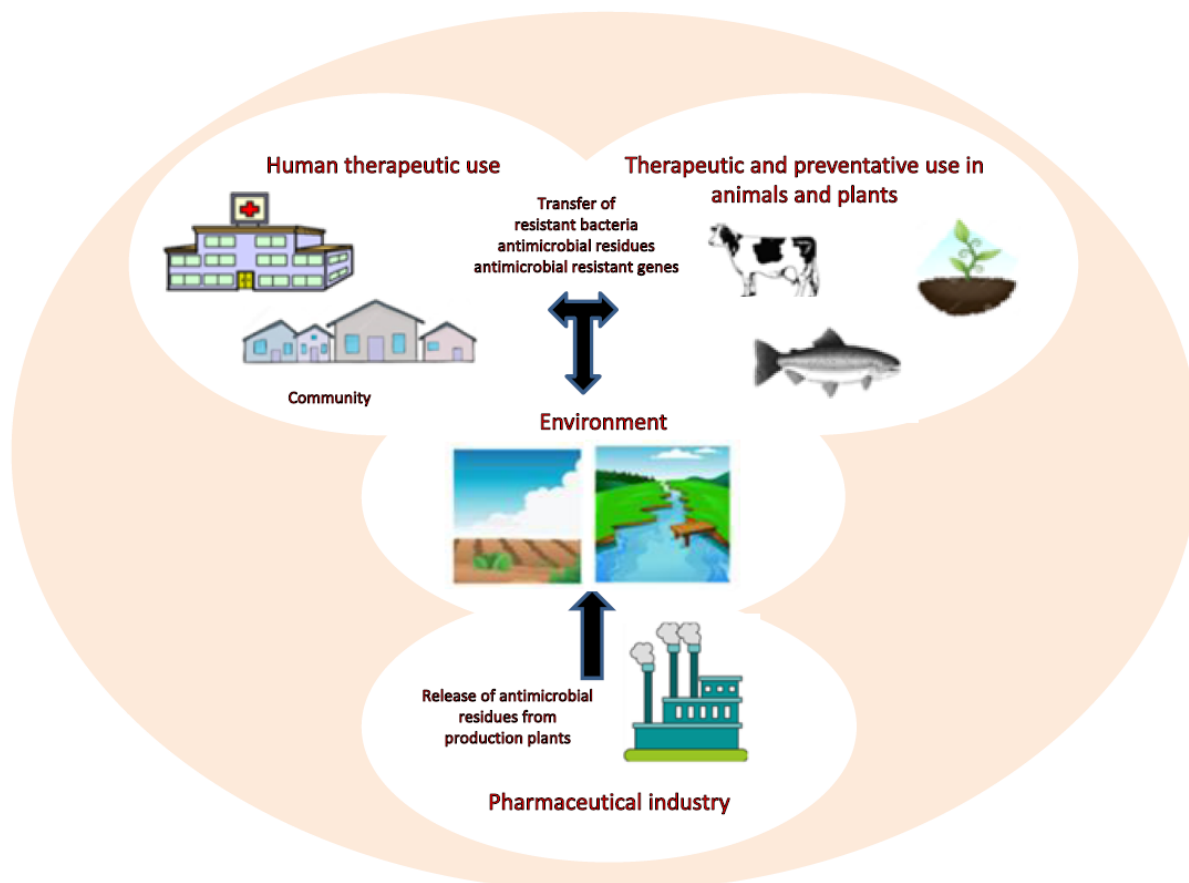 Human therapeutic use
Therapeutic and preventative use in
animals and plants
Transfer of
resistant bacteria
antimicrobial residues
antimicrobial resistant genes
Community
Environment
Release of antimicrobial
residues from
production plants
Pharmaceutical industry